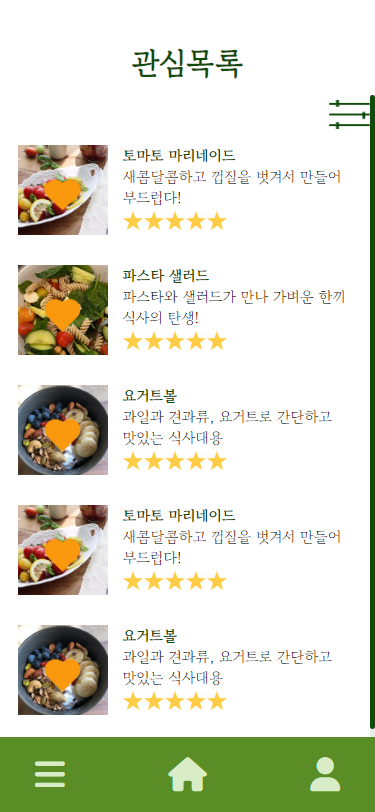 관심목록
토마토 마리네이드
새콤달콤하고 껍질을 벗겨서 만들어
부드럽다!
파스타 샐러드
파스타와 샐러드가 만나 가벼운 한끼
식사의 탄생!
요거트볼
과일과 견과류, 요거트로 간단하고
맛있는 식사대용
토마토 마리네이드
새콤달콤하고 껍질을 벗겨서 만들어
부드럽다!
요거트볼
과일과 견과류, 요거트로 간단하고
맛있는 식사대용